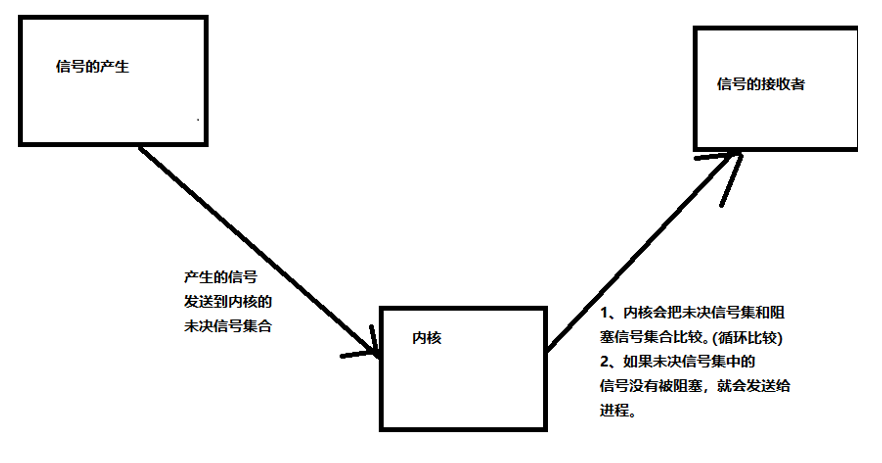 信号的产生
信号的接收者
产生的信号
发送到内核的
未决信号集合
内核
1、内核会把未决信号集和阻
塞信号集合比较。(循环比较)
2、如果未决信号集中的
信号没有被阻塞，就会发送给
进程。